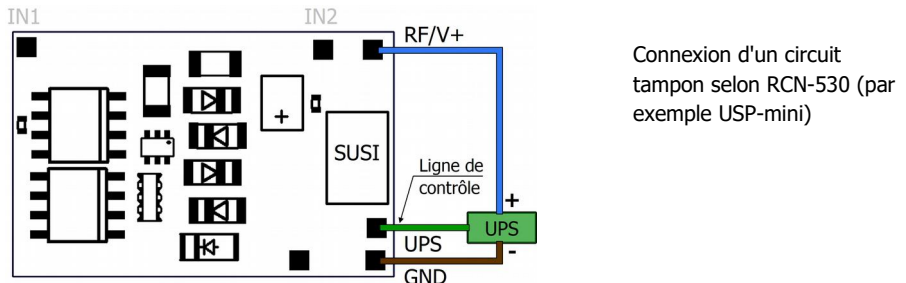 IN1
IN2
RF/V+
Connexion d'un circuit
tampon selon RCN-530 (par
exemple USP-mini)
+
SUSI
Ligne de
contrôle
+
UPS
UPS
-
GND